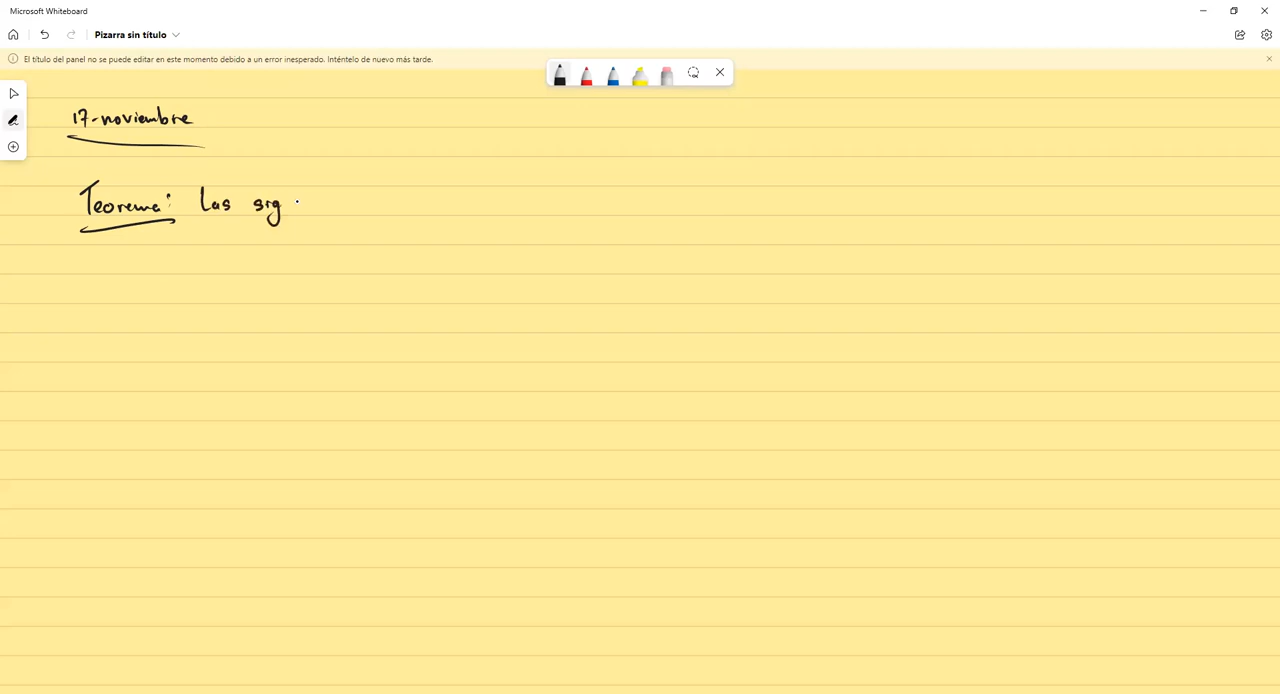 Microsoft Whiteboard
Pizarra sin título
El título del panel no se puede editar en este momento debido a un error inesperado. Inténtelo de nuevo más tarde.
17-noviembre
Teorema: Las sig